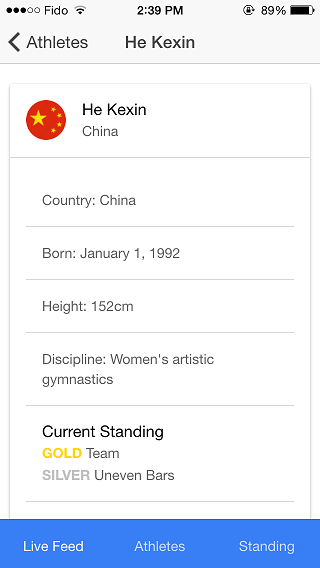 Fido 2:39 PM 89%
Athletes He Kexin
He Kexin
China
Country: China
Born: January 1, 1992
Height: 152cm
Discipline: Women's artistic
gymnastics
Current Standing
GOLD Team
SILVER Uneven Bars
Live Feed Athletes Standing